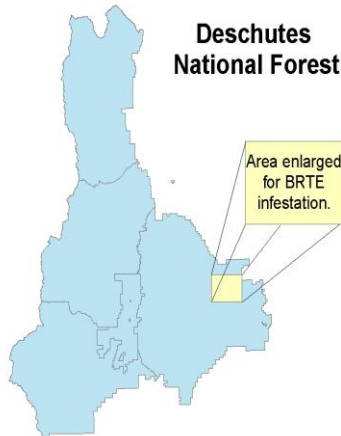 Deschutes
National Forest
Area enlarged
for BRTE
infestation.